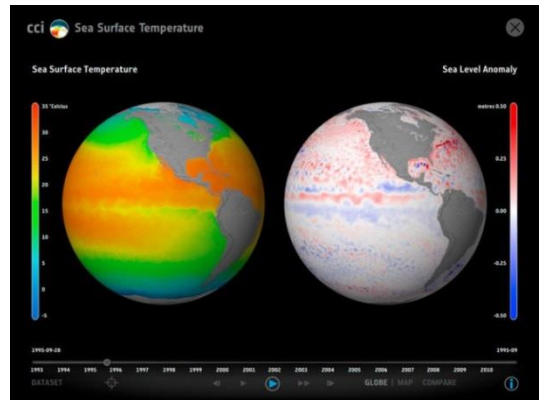 cci Sea Surface Temperature
Sea Surface Temperature
Sea Level Anomaly
35 °Celsius
30
25
20
15
10
5
0
-5
metres 0.50
0.25
0.00
-0.25
-0.50
1995-09-28
1995-09
1993 1994 1995 1996 1997 1998 1999 2000 2001 2002 2003 2004 2005 2006 2007 2008 2009 2010
DATASET
GLOBE | MAP COMPARE